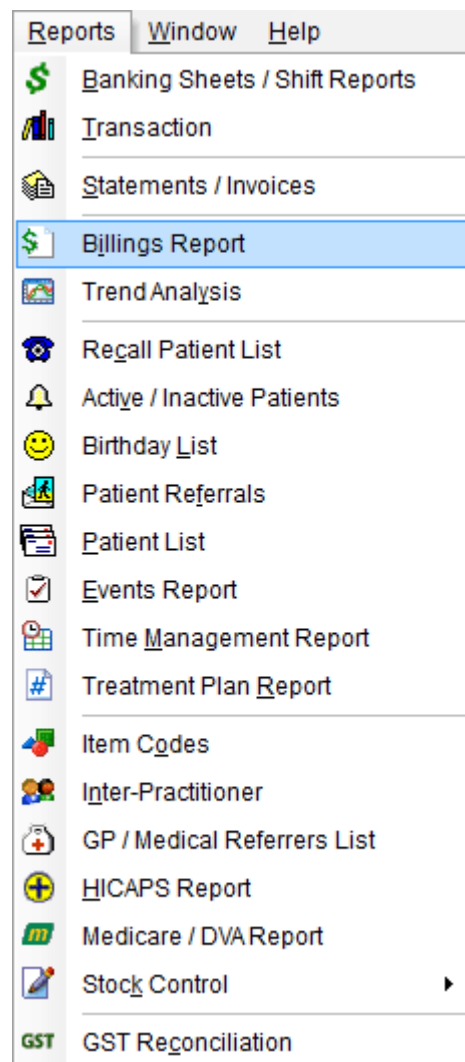 Reports Window Help
Banking Sheets / Shift Reports
Transaction
Statements / Invoices
Billings Report
Trend Analysis
Recall Patient List
Active / Inactive Patients
Birthday List
Patient Referrals
Patient List
Events Report
Time Management Report
Treatment Plan Report
Item Codes
Inter-Practitioner
GP / Medical Referrers List
HICAPS Report
m Medicare / DVA Report
Stock Control
GST GST Reconciliation